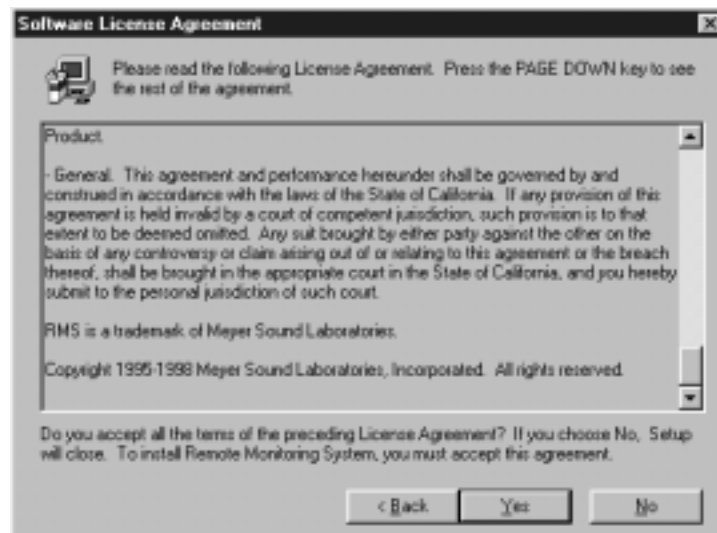 Software License Agreement
Please read the following License Agreement. Press the PAGE DOWN key to see
the rest of the agreement.
Product.
- General. This agreement and performance hereunder shall be governed by and
construed in accordance with the laws of the State of California. If any provision of this
agreement is held invalid by a court of competent jurisdiction, such provision is to that
extent to be deemed omitted. Any suit brought by either party against the other on the
basis of any controversy or claim arising out of or relating to this agreement or the breach
thereof, shall be brought in the appropriate court in the State of California, and you hereby
submit to the personal jurisdiction of such court.
RMS is a trademark of Meyer Sound Laboratories.
Copyright 1995-1998 Meyer Sound Laboratories, Incorporated. All rights reserved.
Do you accept all the terms of the preceding License Agreement? If you choose No, Setup
will close. To install Remote Monitoring System, you must accept this agreement.
< Back Yes No